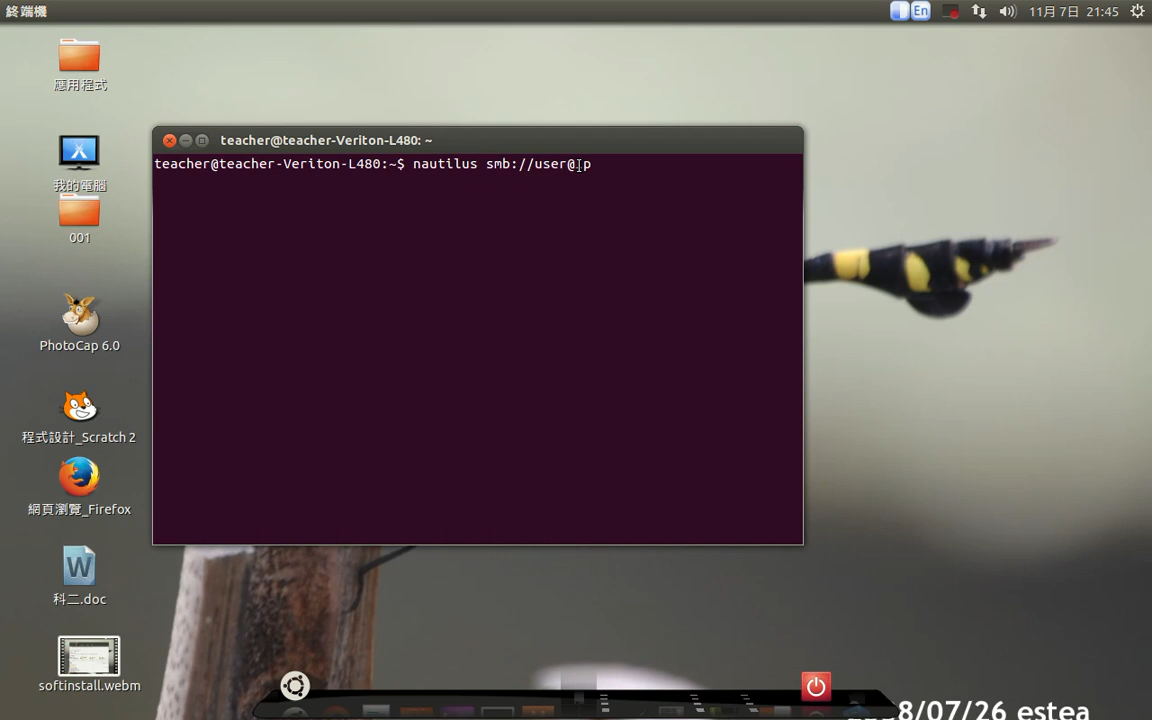 終端機
En
11月 7日 21:45
應用程式
我的電腦
001
PhotoCap 6.0
程式設計_Scratch 2
網頁瀏覽_Firefox
W
科二.doc
softinstall.webm
teacher@teacher-Veriton-L480: ~
teacher@teacher-Veriton-L480:~$ nautilus smb://user@ip
8/07/26 estea